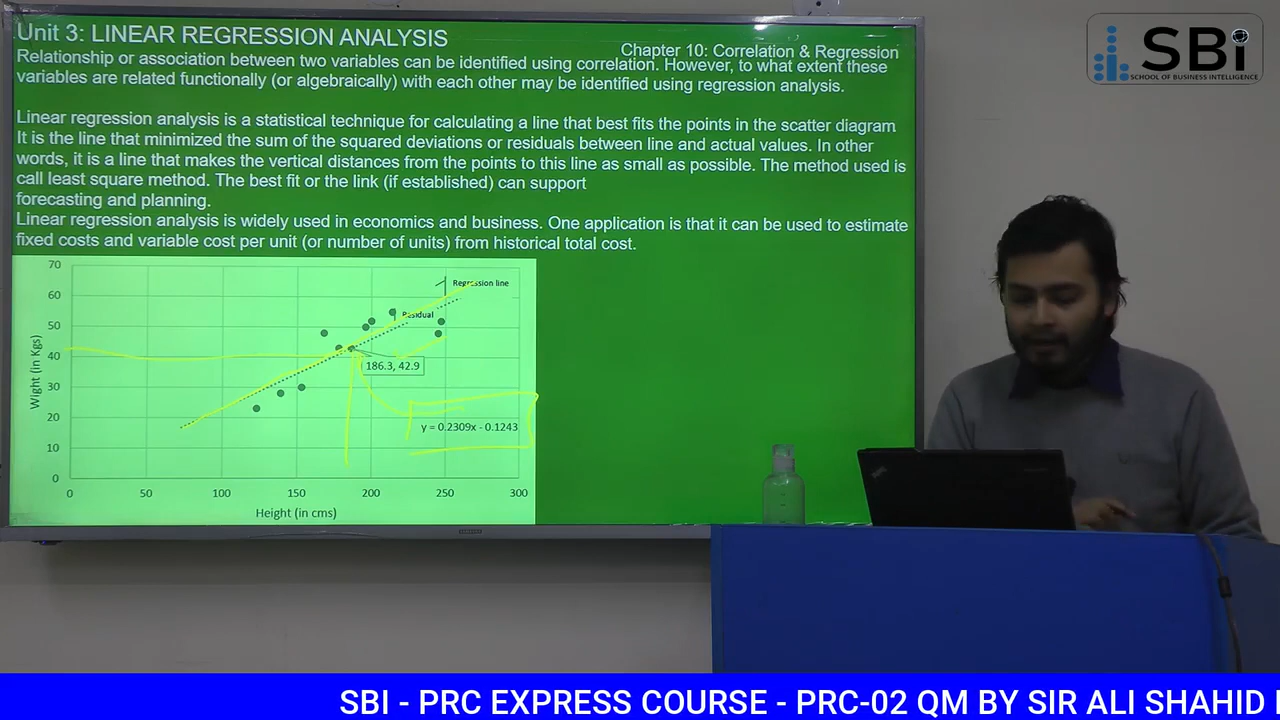 Unit 3: LINEAR REGRESSION ANALYSIS
Chapter 10: Correlation & Regression
Relationship or association between two variables can be identified using correlation. However, to what extent these
variables are related functionally (or algebraically) with each other may be identified using regression analysis.
Linear regression analysis is a statistical technique for calculating a line that best fits the points in the scatter diagram
It is the line that minimized the sum of the squared deviations or residuals between line and actual values. In other
words, it is a line that makes the vertical distances from the points to this line as small as possible. The method used is
call least square method. The best fit or the link (if established) can support
forecasting and planning.
Linear regression analysis is widely used in economics and business. One application is that it can be used to estimate
fixed costs and variable cost per unit (or number of units) from historical total cost.
70
60
50
40
30
20
10
0
Wight (in Kgs)
Regression line
Residual
186.3, 42.9
y = 0.2309x - 0.1243
0 50 100 150 200 250 300
Height (in cms)
SBi
SCHOOL OF BUSINESS INTELLIGENCE
SBI - PRC EXPRESS COURSE - PRC-02 QM BY SIR ALI SHAHID